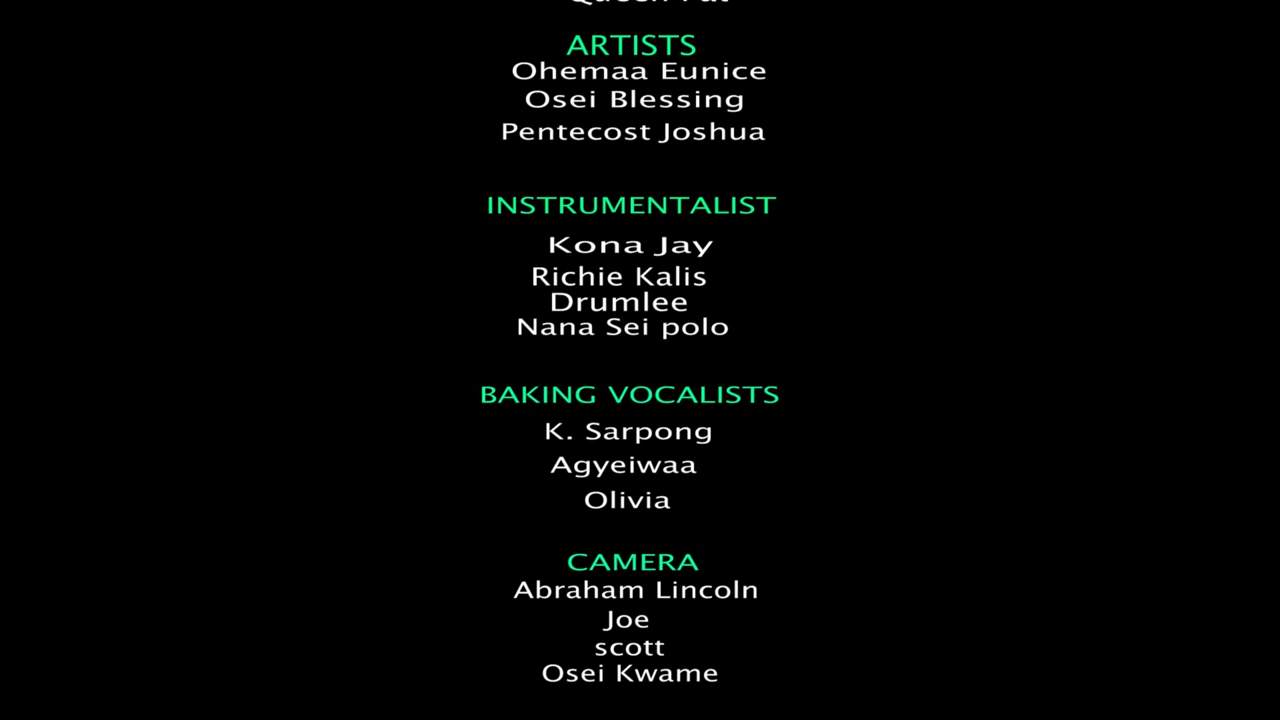 ARTISTS
Ohemaa Eunice
Osei Blessing
Pentecost Joshua
INSTRUMENTALIST
Kona Jay
Richie Kalis
Drumlee
Nana Sei polo
BAKING VOCALISTS
K. Sarpong
Agyeiwaa
Olivia
CAMERA
Abraham Lincoln
Joe
scott
Osei Kwame